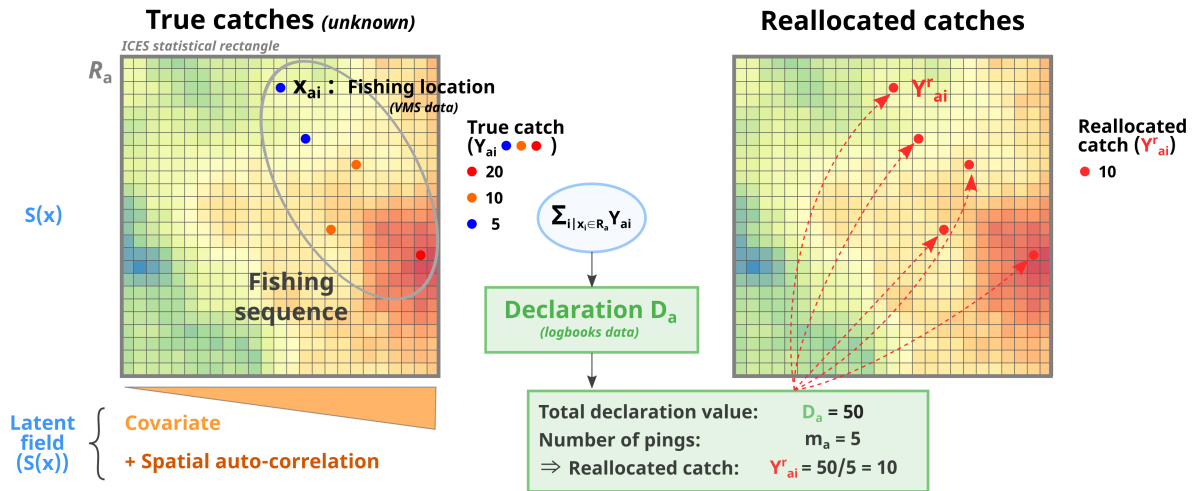 True catches (unknown)
ICES statistical rectangle
Rₐ
xₐᵢ : Fishing location
(VMS data)
S(x)
Fishing
sequence
True catch
(Yₐᵢ )
20
10
5
Σᵢ|ₓᵢ∈Rₐ Yₐᵢ
Declaration Dₐ
(logbooks data)
Reallocated catches
Yʳₐᵢ
Reallocated
catch (Yʳₐᵢ)
10
Latent
field
(S(x))
Covariate
+ Spatial auto-correlation
Total declaration value: Dₐ = 50
Number of pings: mₐ = 5
⇒ Reallocated catch: Yʳₐᵢ = 50/5 = 10